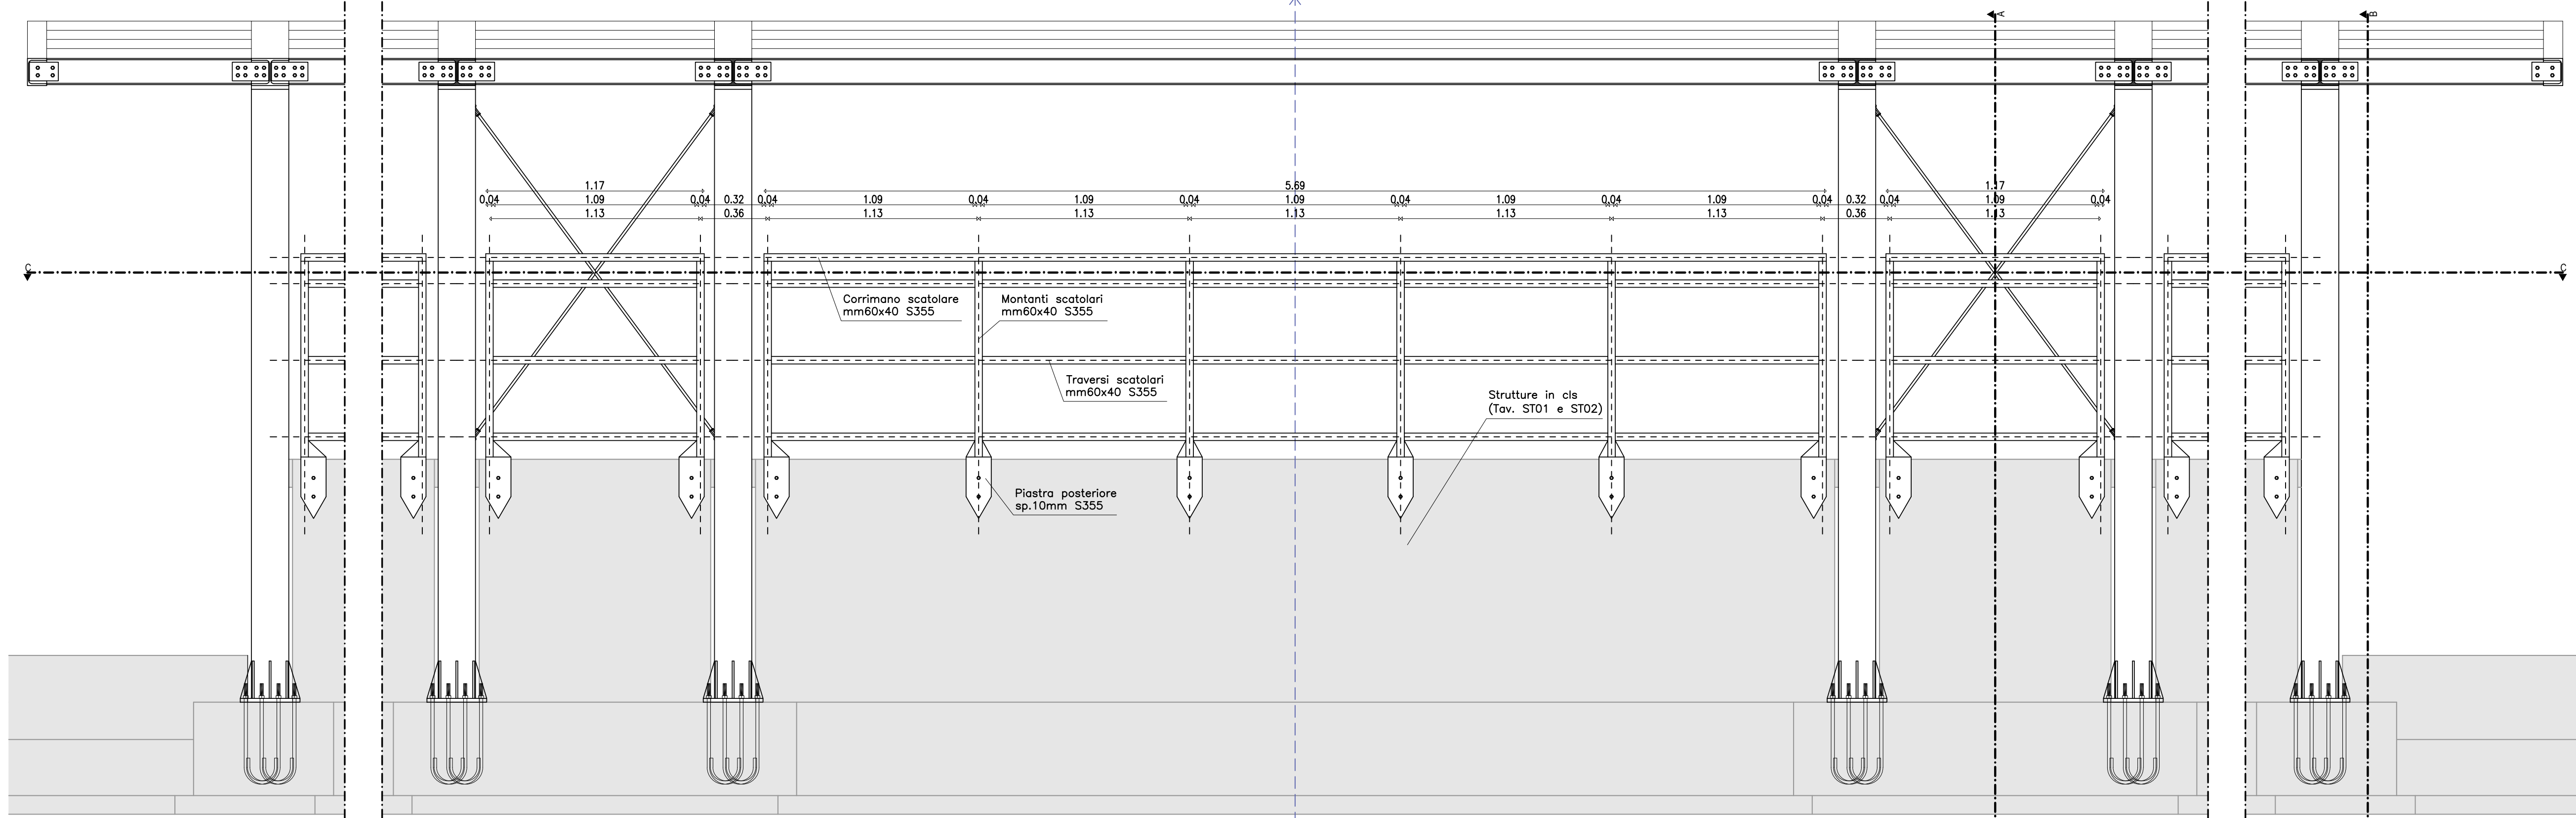 A
B
1.17
5.69
1.17
0.04 1.09 0.04 0.32 0.04 1.09 0.04 1.09 0.04 1.09 0.04 1.09 0.04 1.09 0.04 0.32 0.04 1.09 0.04
1.13 0.36 1.13 1.13 1.13 1.13 1.13 0.36 1.13
C
C
Corrimano scatolare
mm60x40 S355
Montanti scatolari
mm60x40 S355
Traversi scatolari
mm60x40 S355
Strutture in cls
(Tav. ST01 e ST02)
Piastra posteriore
sp.10mm S355